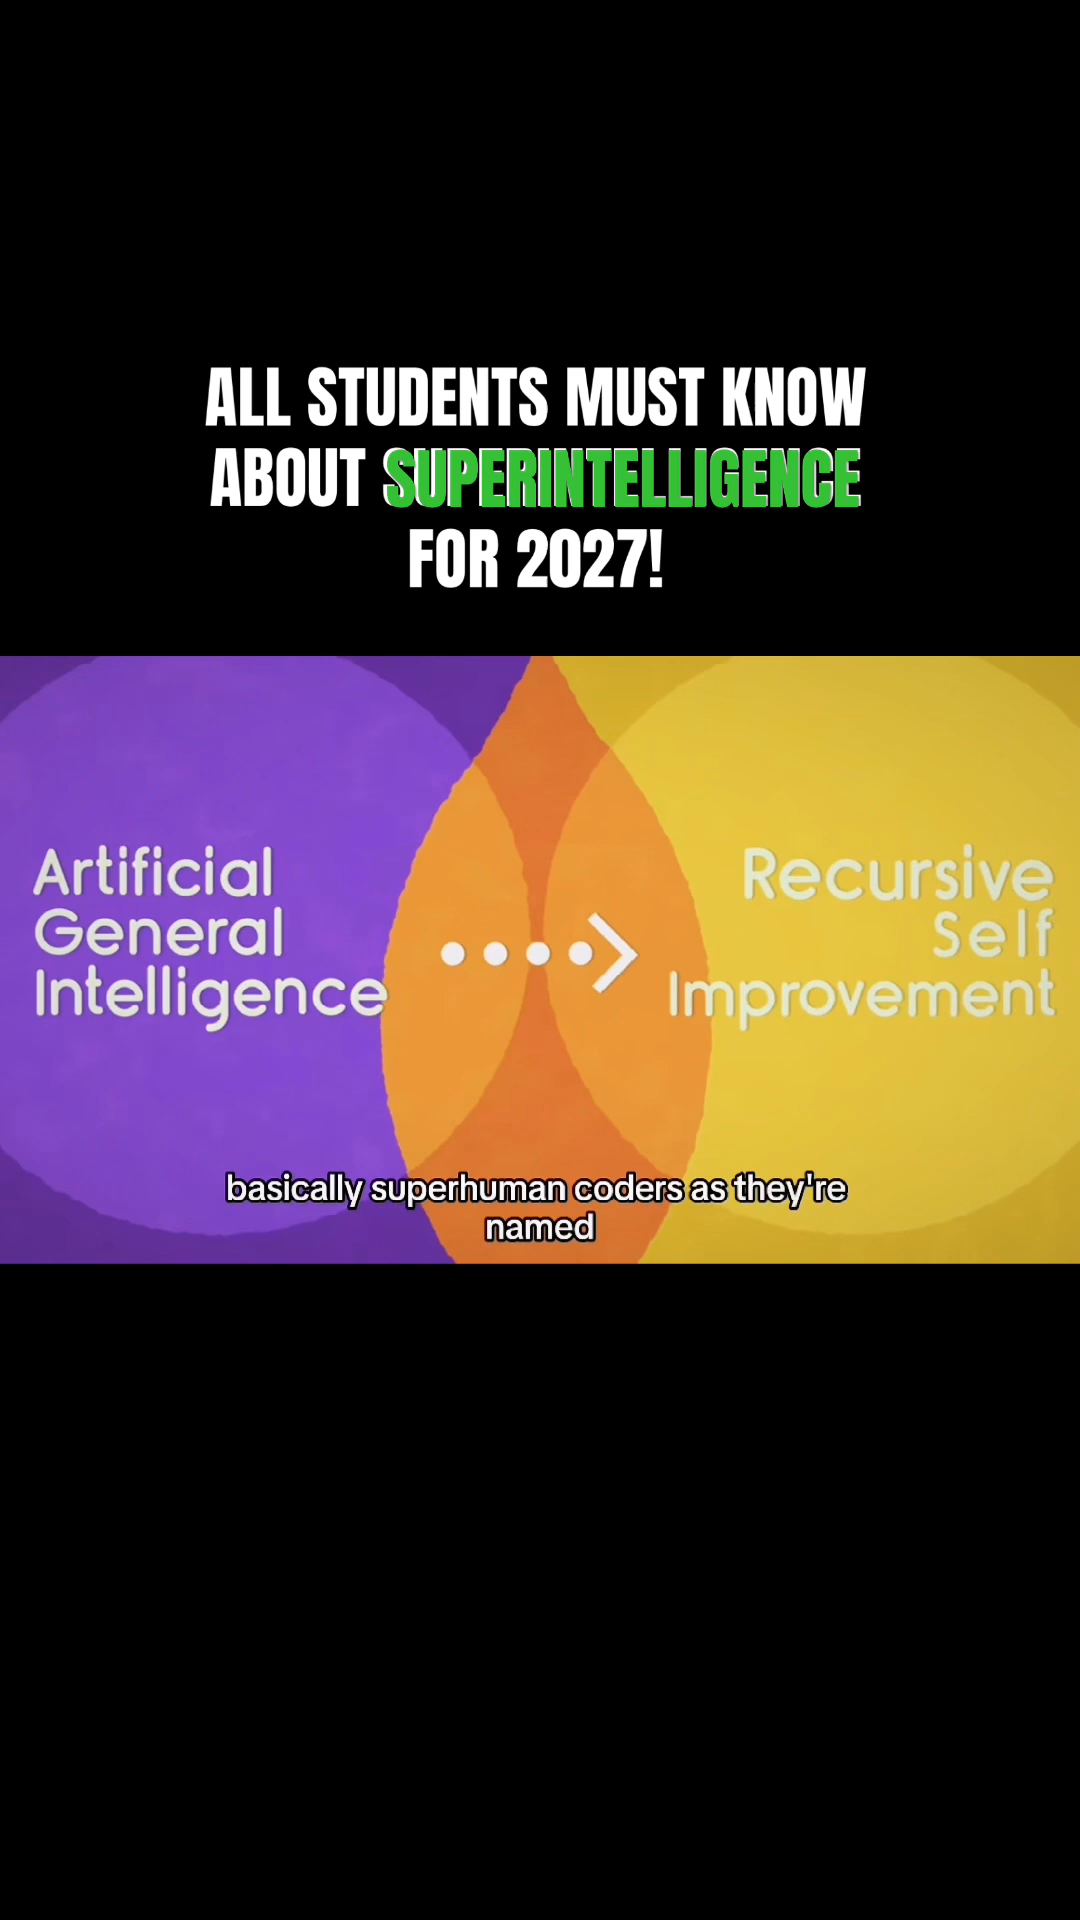 ALL STUDENTS MUST KNOW
ABOUT SUPERINTELLIGENCE
FOR 2027!
Artificial
General
Intelligence
Recursive
Self
Improvement
basically superhuman coders as they're
named